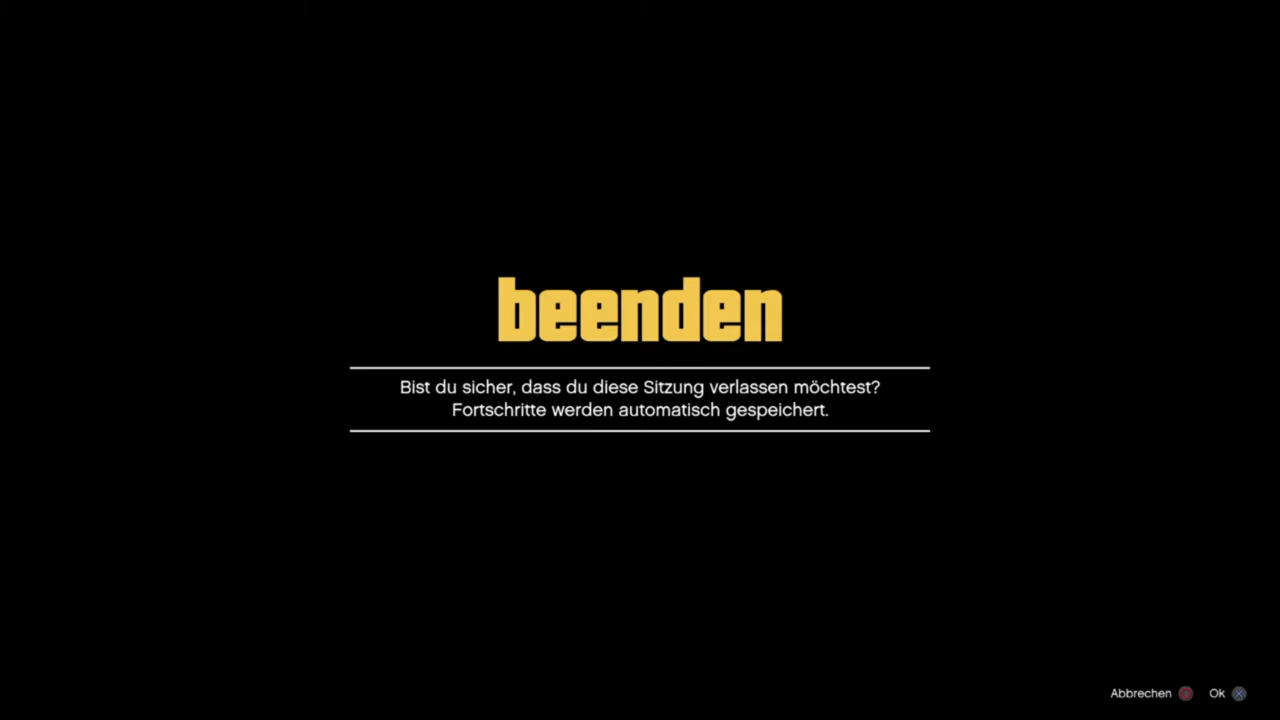 beenden
Bist du sicher, dass du diese Sitzung verlassen möchtest?
Fortschritte werden automatisch gespeichert.
Abbrechen Ok